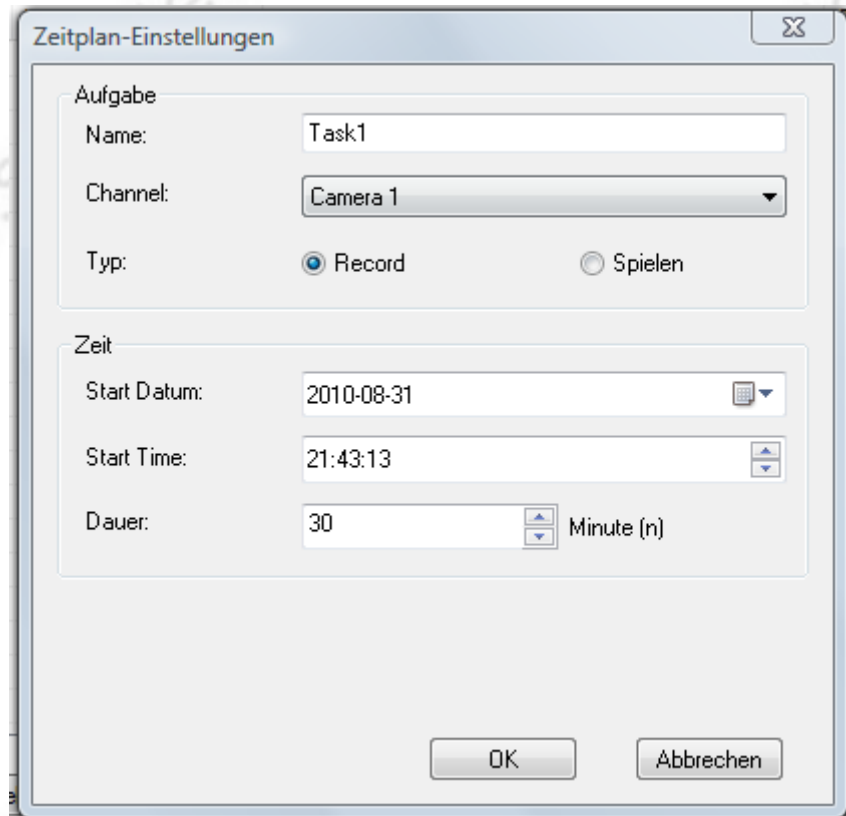 Zeitplan-Einstellungen
Aufgabe
Name: Task1
Channel: Camera 1
Typ: Record Spielen
Zeit
Start Datum: 2010-08-31
Start Time: 21:43:13
Dauer: 30 Minute (n)
OK Abbrechen